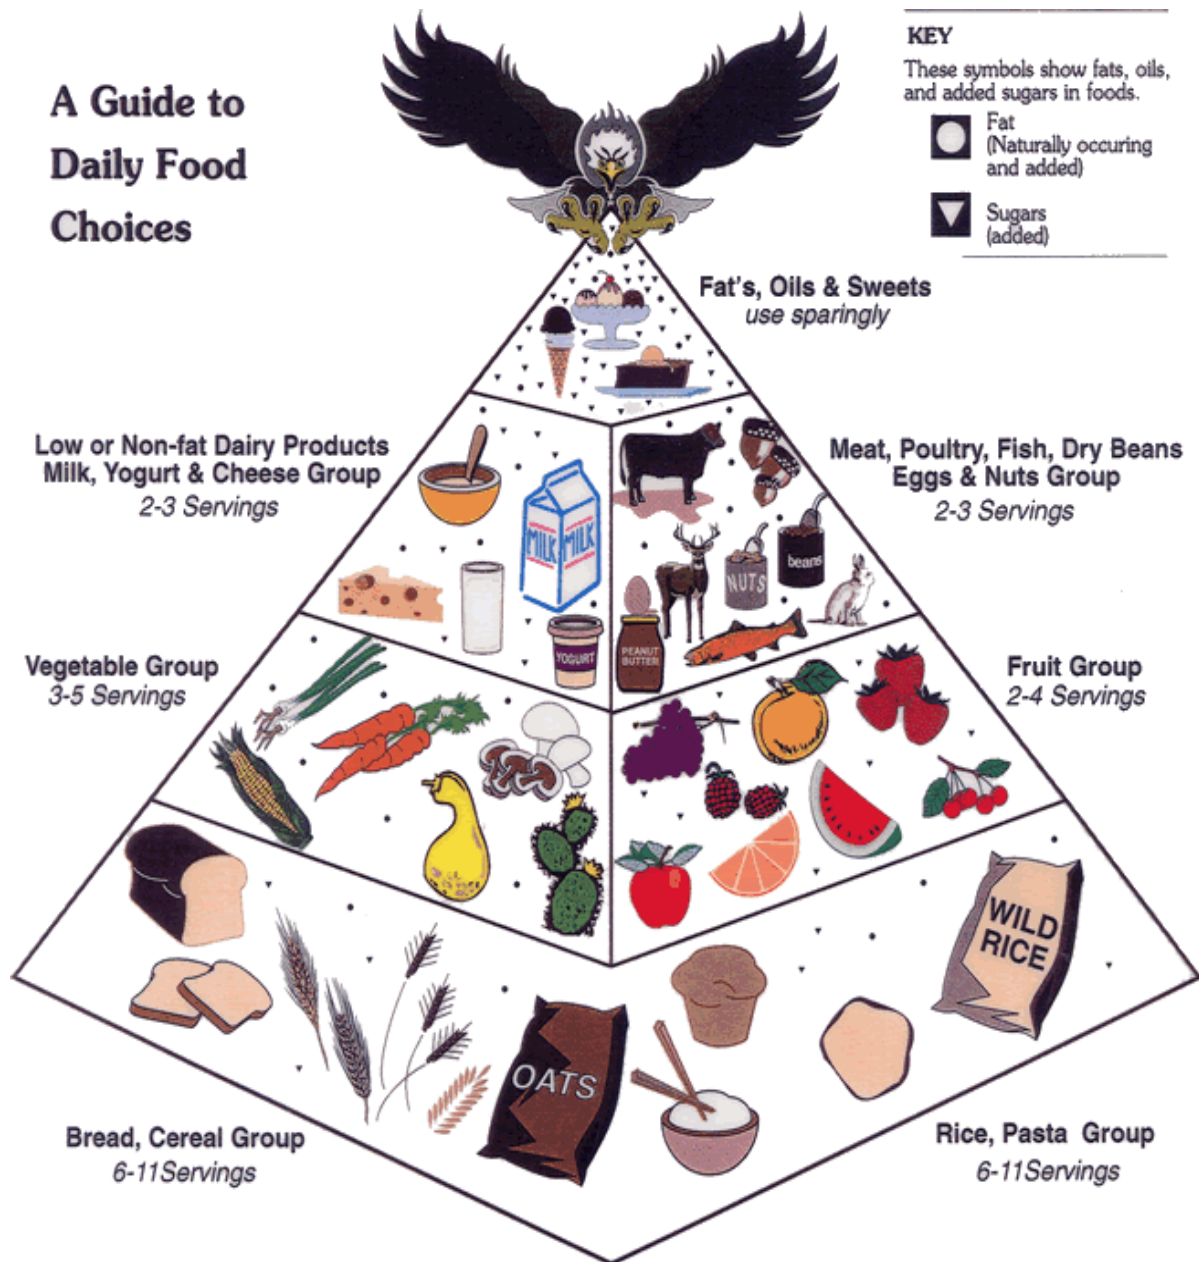 A Guide to
Daily Food
Choices
KEY
These symbols show fats, oils,
and added sugars in foods.
Fat
(Naturally occuring
and added)
Sugars
(added)
Fat's, Oils & Sweets
use sparingly
Low or Non-fat Dairy Products
Milk, Yogurt & Cheese Group
2-3 Servings
Meat, Poultry, Fish, Dry Beans
Eggs & Nuts Group
2-3 Servings
MILK MILK
beans
NUTS
YOGURT
PEANUT
BUTTER
Vegetable Group
3-5 Servings
Fruit Group
2-4 Servings
WILD
RICE
OATS
Bread, Cereal Group
6-11Servings
Rice, Pasta Group
6-11Servings